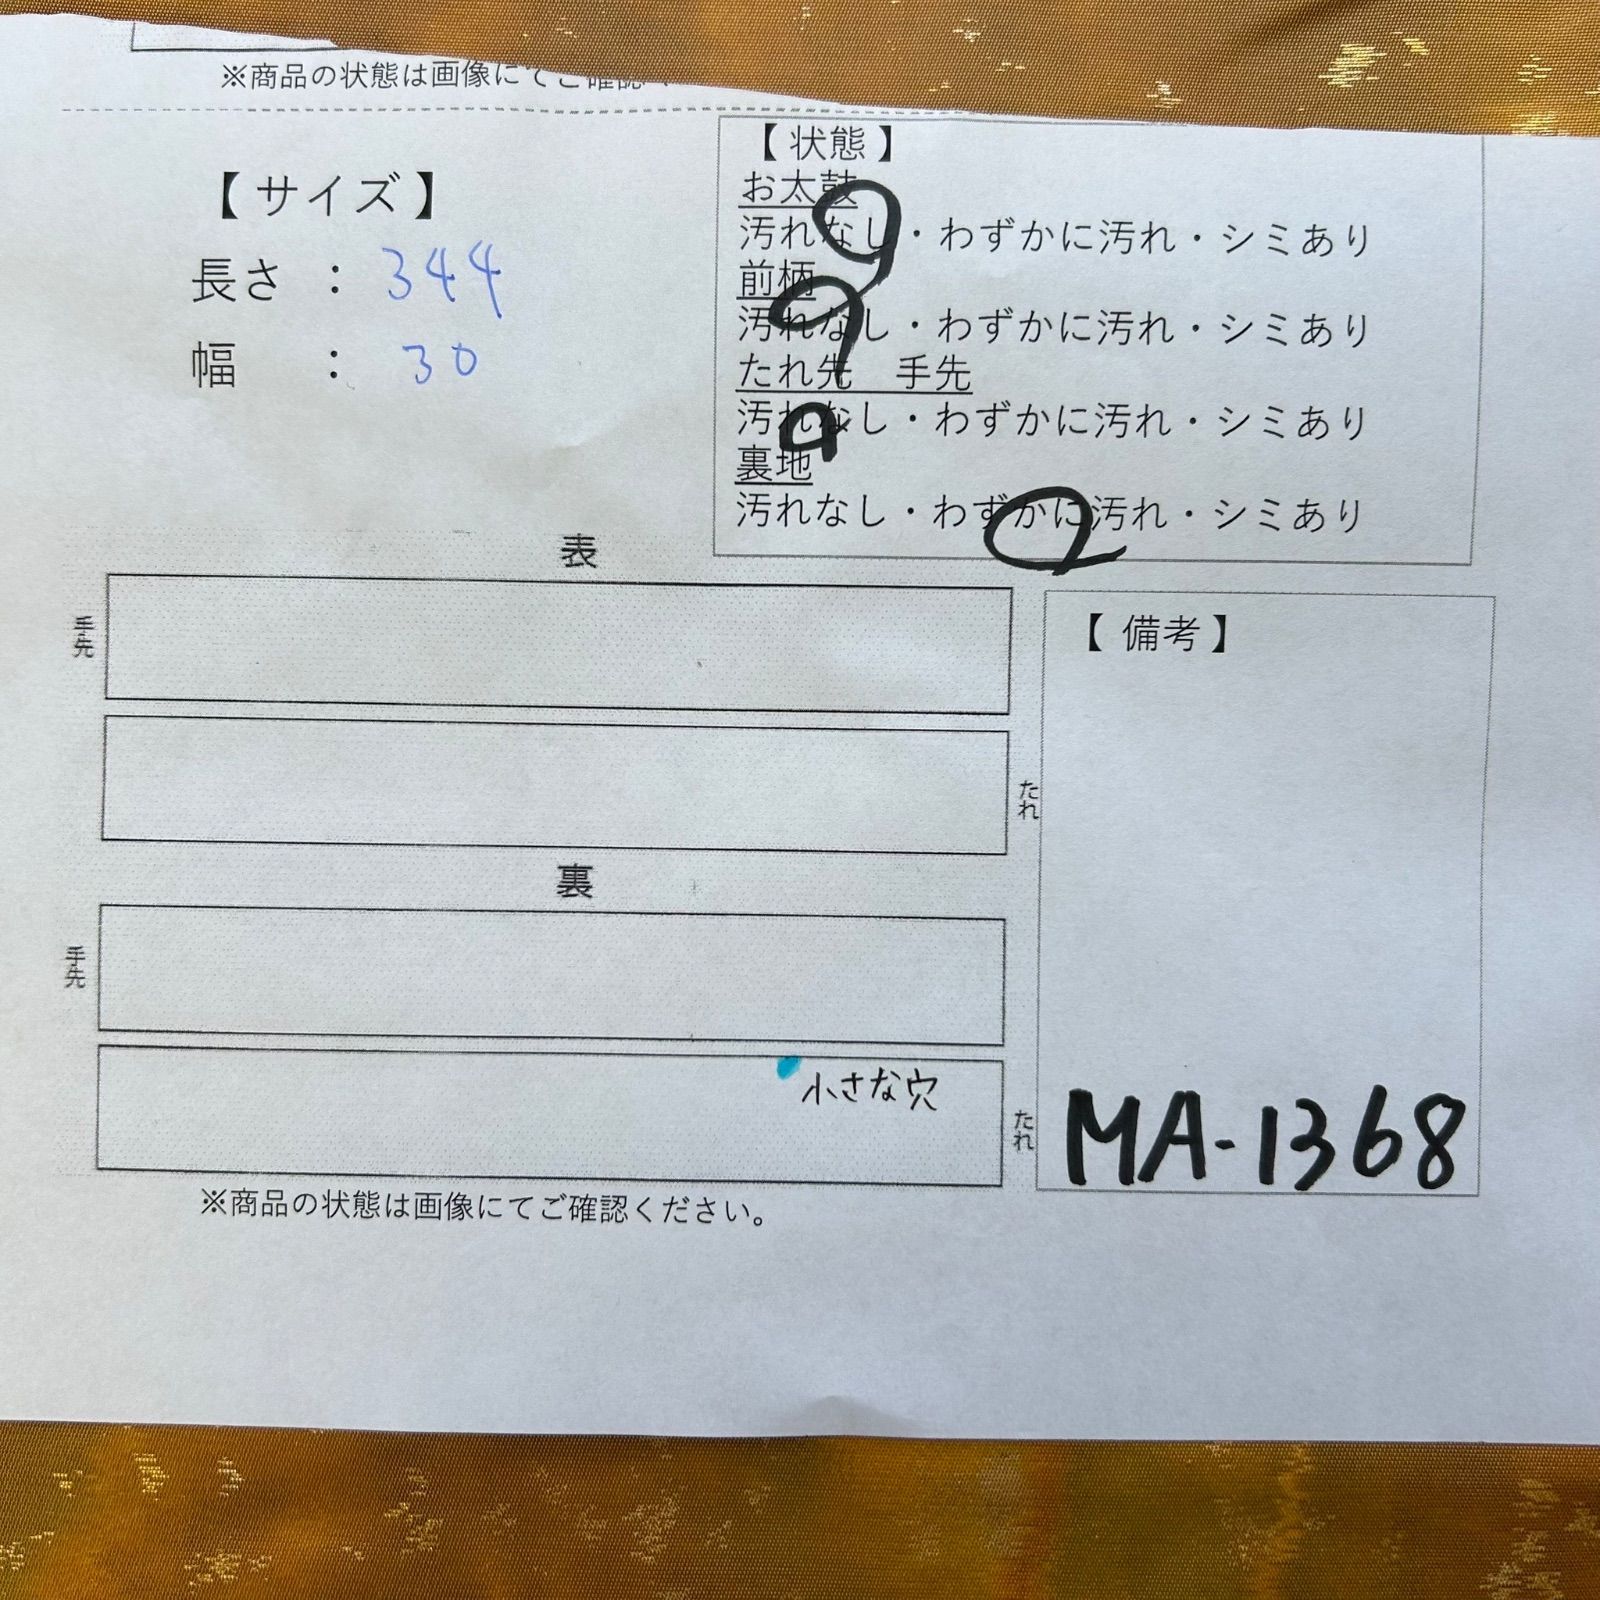 ※商品の状態は画像にてご確認
【サイズ】
長さ : 344
幅 : 30
【状態】
お太鼓
汚れなし・わずかに汚れ・シミあり
前柄
汚れなし・わずかに汚れ・シミあり
たれ先 手先
汚れなし・わずかに汚れ・シミあり
裏地
汚れなし・わずかに汚れ・シミあり
表
手先
たれ
裏
手先
小さな穴
たれ
【備考】
MA-1368
※商品の状態は画像にてご確認ください。